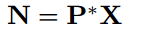 N = P*X